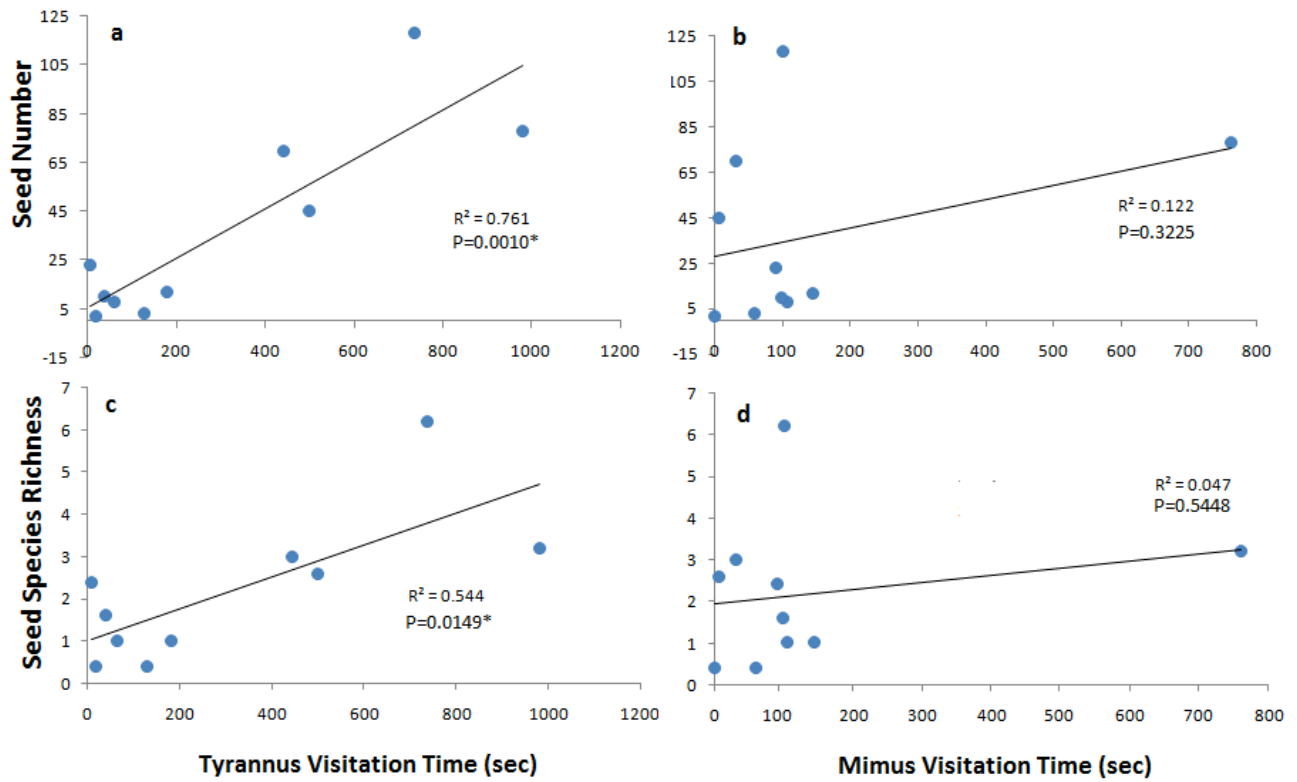 a
Seed Number
125
105
85
65
45
25
5
-15
0 200 400 600 800 1000 1200
R² = 0.761
P=0.0010*
b
125
105
85
65
45
25
5
-15
0 100 200 300 400 500 600 700 800
R² = 0.122
P=0.3225
c
Seed Species Richness
7
6
5
4
3
2
1
0
0 200 400 600 800 1000 1200
R² = 0.544
P=0.0149*
Tyrannus Visitation Time (sec)
d
7
6
5
4
3
2
1
0
0 100 200 300 400 500 600 700 800
R² = 0.047
P=0.5448
Mimus Visitation Time (sec)